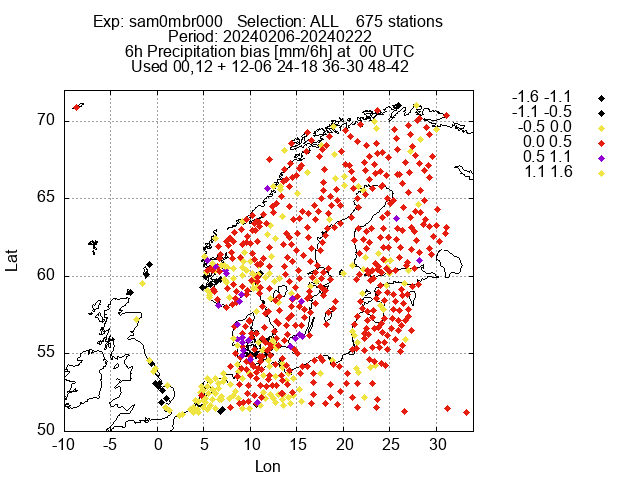 Exp: sam0mbr000   Selection: ALL    675 stations
Period: 20240206-20240222
6h Precipitation bias [mm/6h] at  00 UTC
Used 00,12 + 12-06 24-18 36-30 48-42
-1.6 -1.1
-1.1 -0.5
-0.5 0.0
0.0 0.5
0.5 1.1
1.1 1.6
70
65
60
55
50
Lat
-10 -5 0 5 10 15 20 25 30
Lon